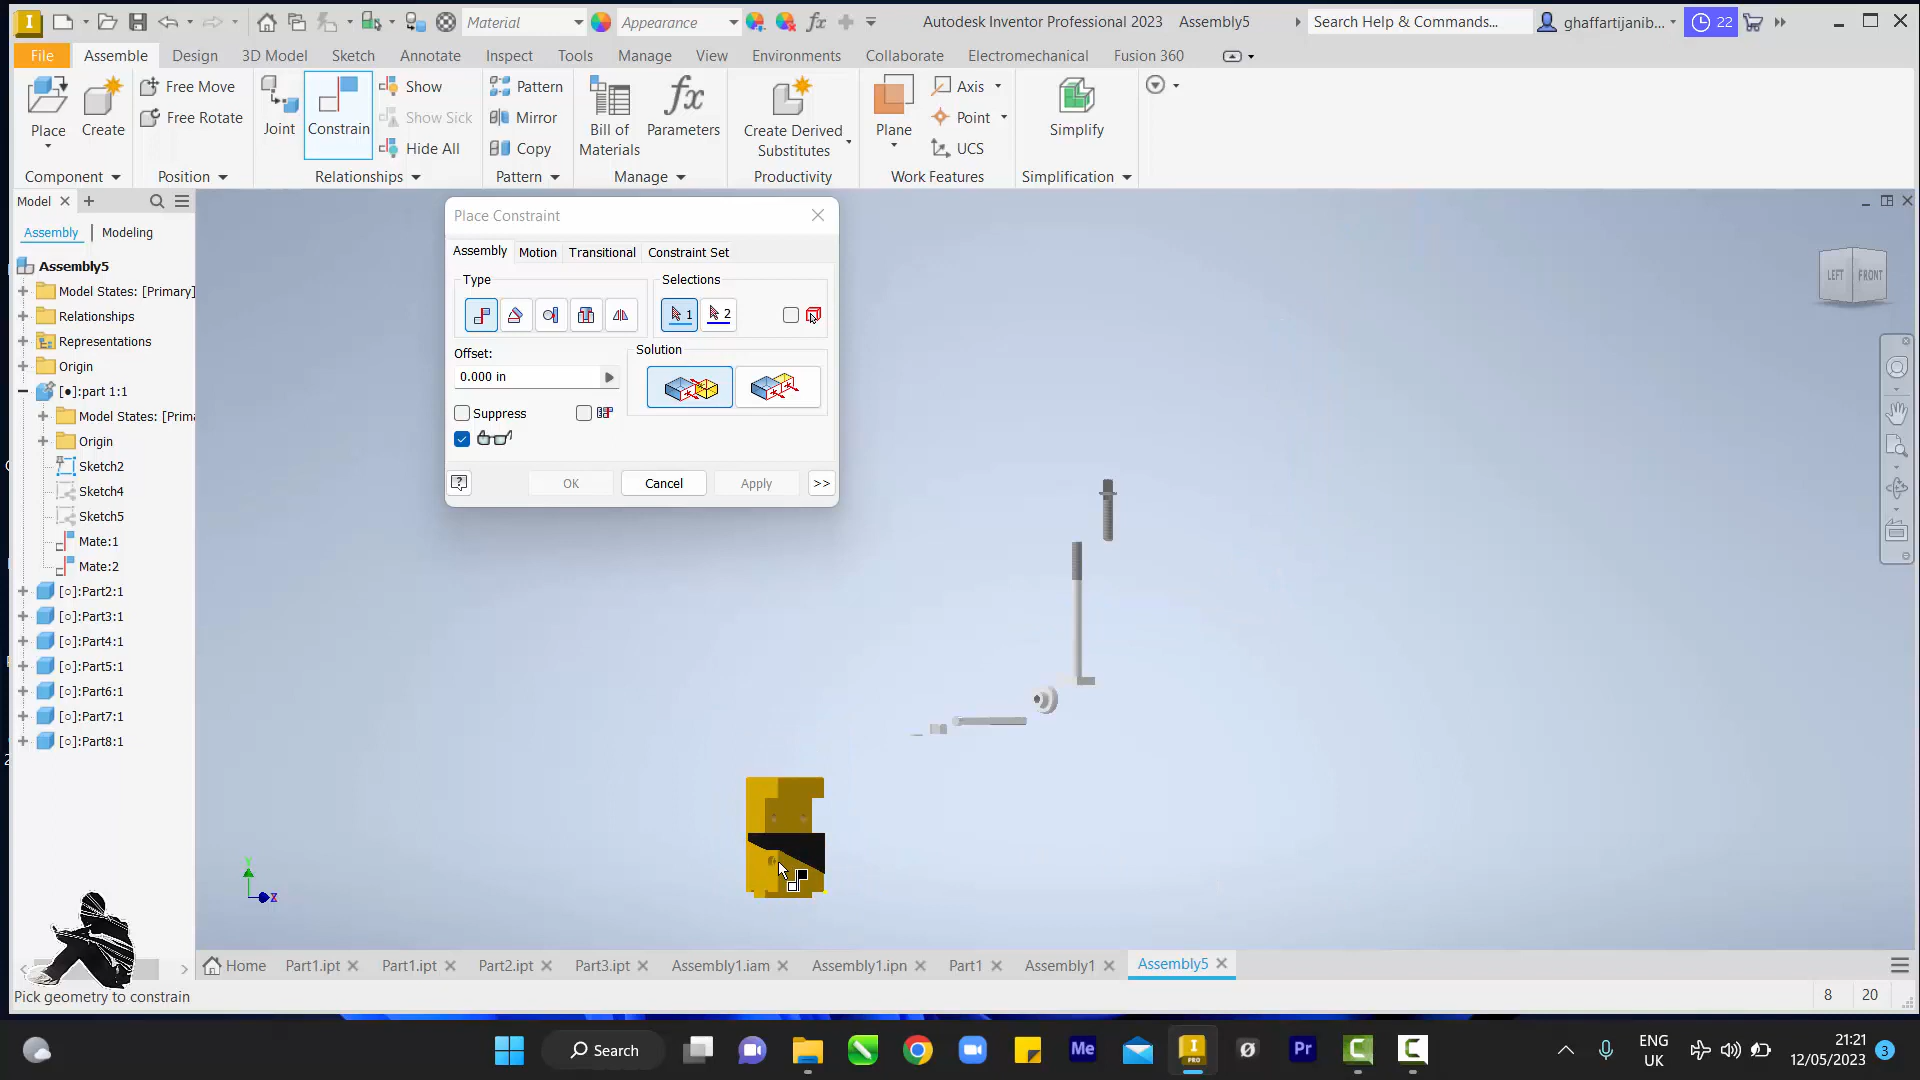 Material
Appearance
Autodesk Inventor Professional 2023 Assembly5
Search Help & Commands...
ghaffartijanib...
22
File Assemble Design 3D Model Sketch Annotate Inspect Tools Manage View Environments Collaborate Electromechanical Fusion 360
Place
Create
Free Move
Free Rotate
Joint
Constrain
Show
Show Sick
Hide All
Pattern
Mirror
Copy
Bill of
Materials
Parameters
Create Derived
Substitutes
Plane
Axis
Point
UCS
Simplify
Component Position Relationships Pattern Manage Productivity Work Features Simplification
Model
Assembly Modeling
Assembly5
Model States: [Primary]
Relationships
Representations
Origin
[●]:part 1:1
Model States: [Prima
Origin
Sketch2
Sketch4
Sketch5
Mate:1
Mate:2
[○]:Part2:1
[○]:Part3:1
[○]:Part4:1
[○]:Part5:1
[○]:Part6:1
[○]:Part7:1
[○]:Part8:1
Place Constraint
Assembly Motion Transitional Constraint Set
Type
Selections
1
2
Offset:
0.000 in
Solution
Suppress
OK Cancel Apply >>
LEFT FRONT
Y
Z
Home Part1.ipt Part1.ipt Part2.ipt Part3.ipt Assembly1.iam Assembly1.ipn Part1 Assembly1 Assembly5
Pick geometry to constrain
8 20
Search
Me
PRO
Pr
ENG
UK
21:21
12/05/2023
3